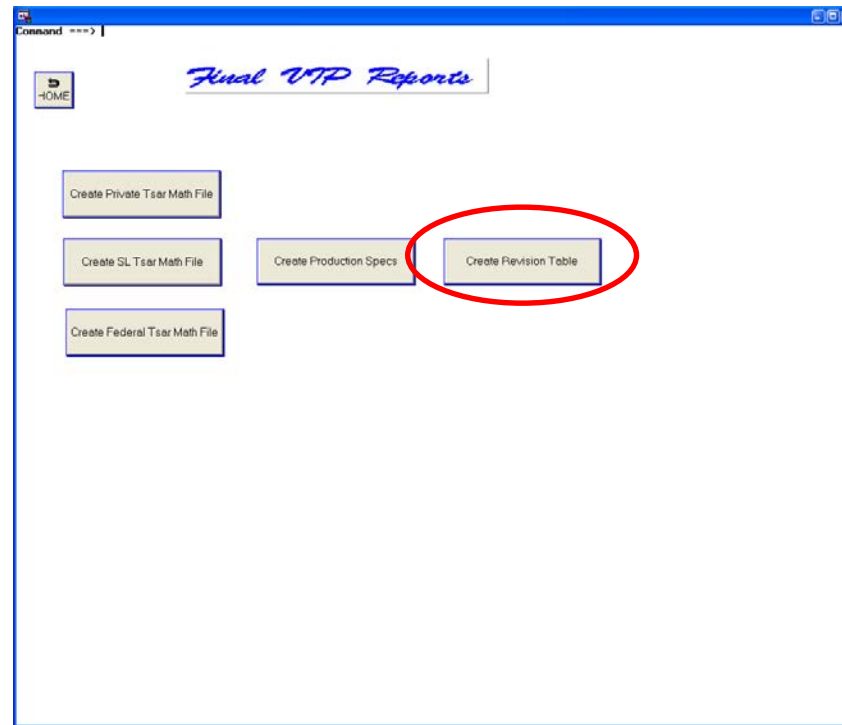 Command ===>
Final VIP Reports
HOME
Create Private Tsar Math File
Create SL Tsar Math File
Create Production Specs
Create Revision Table
Create Federal Tsar Math File